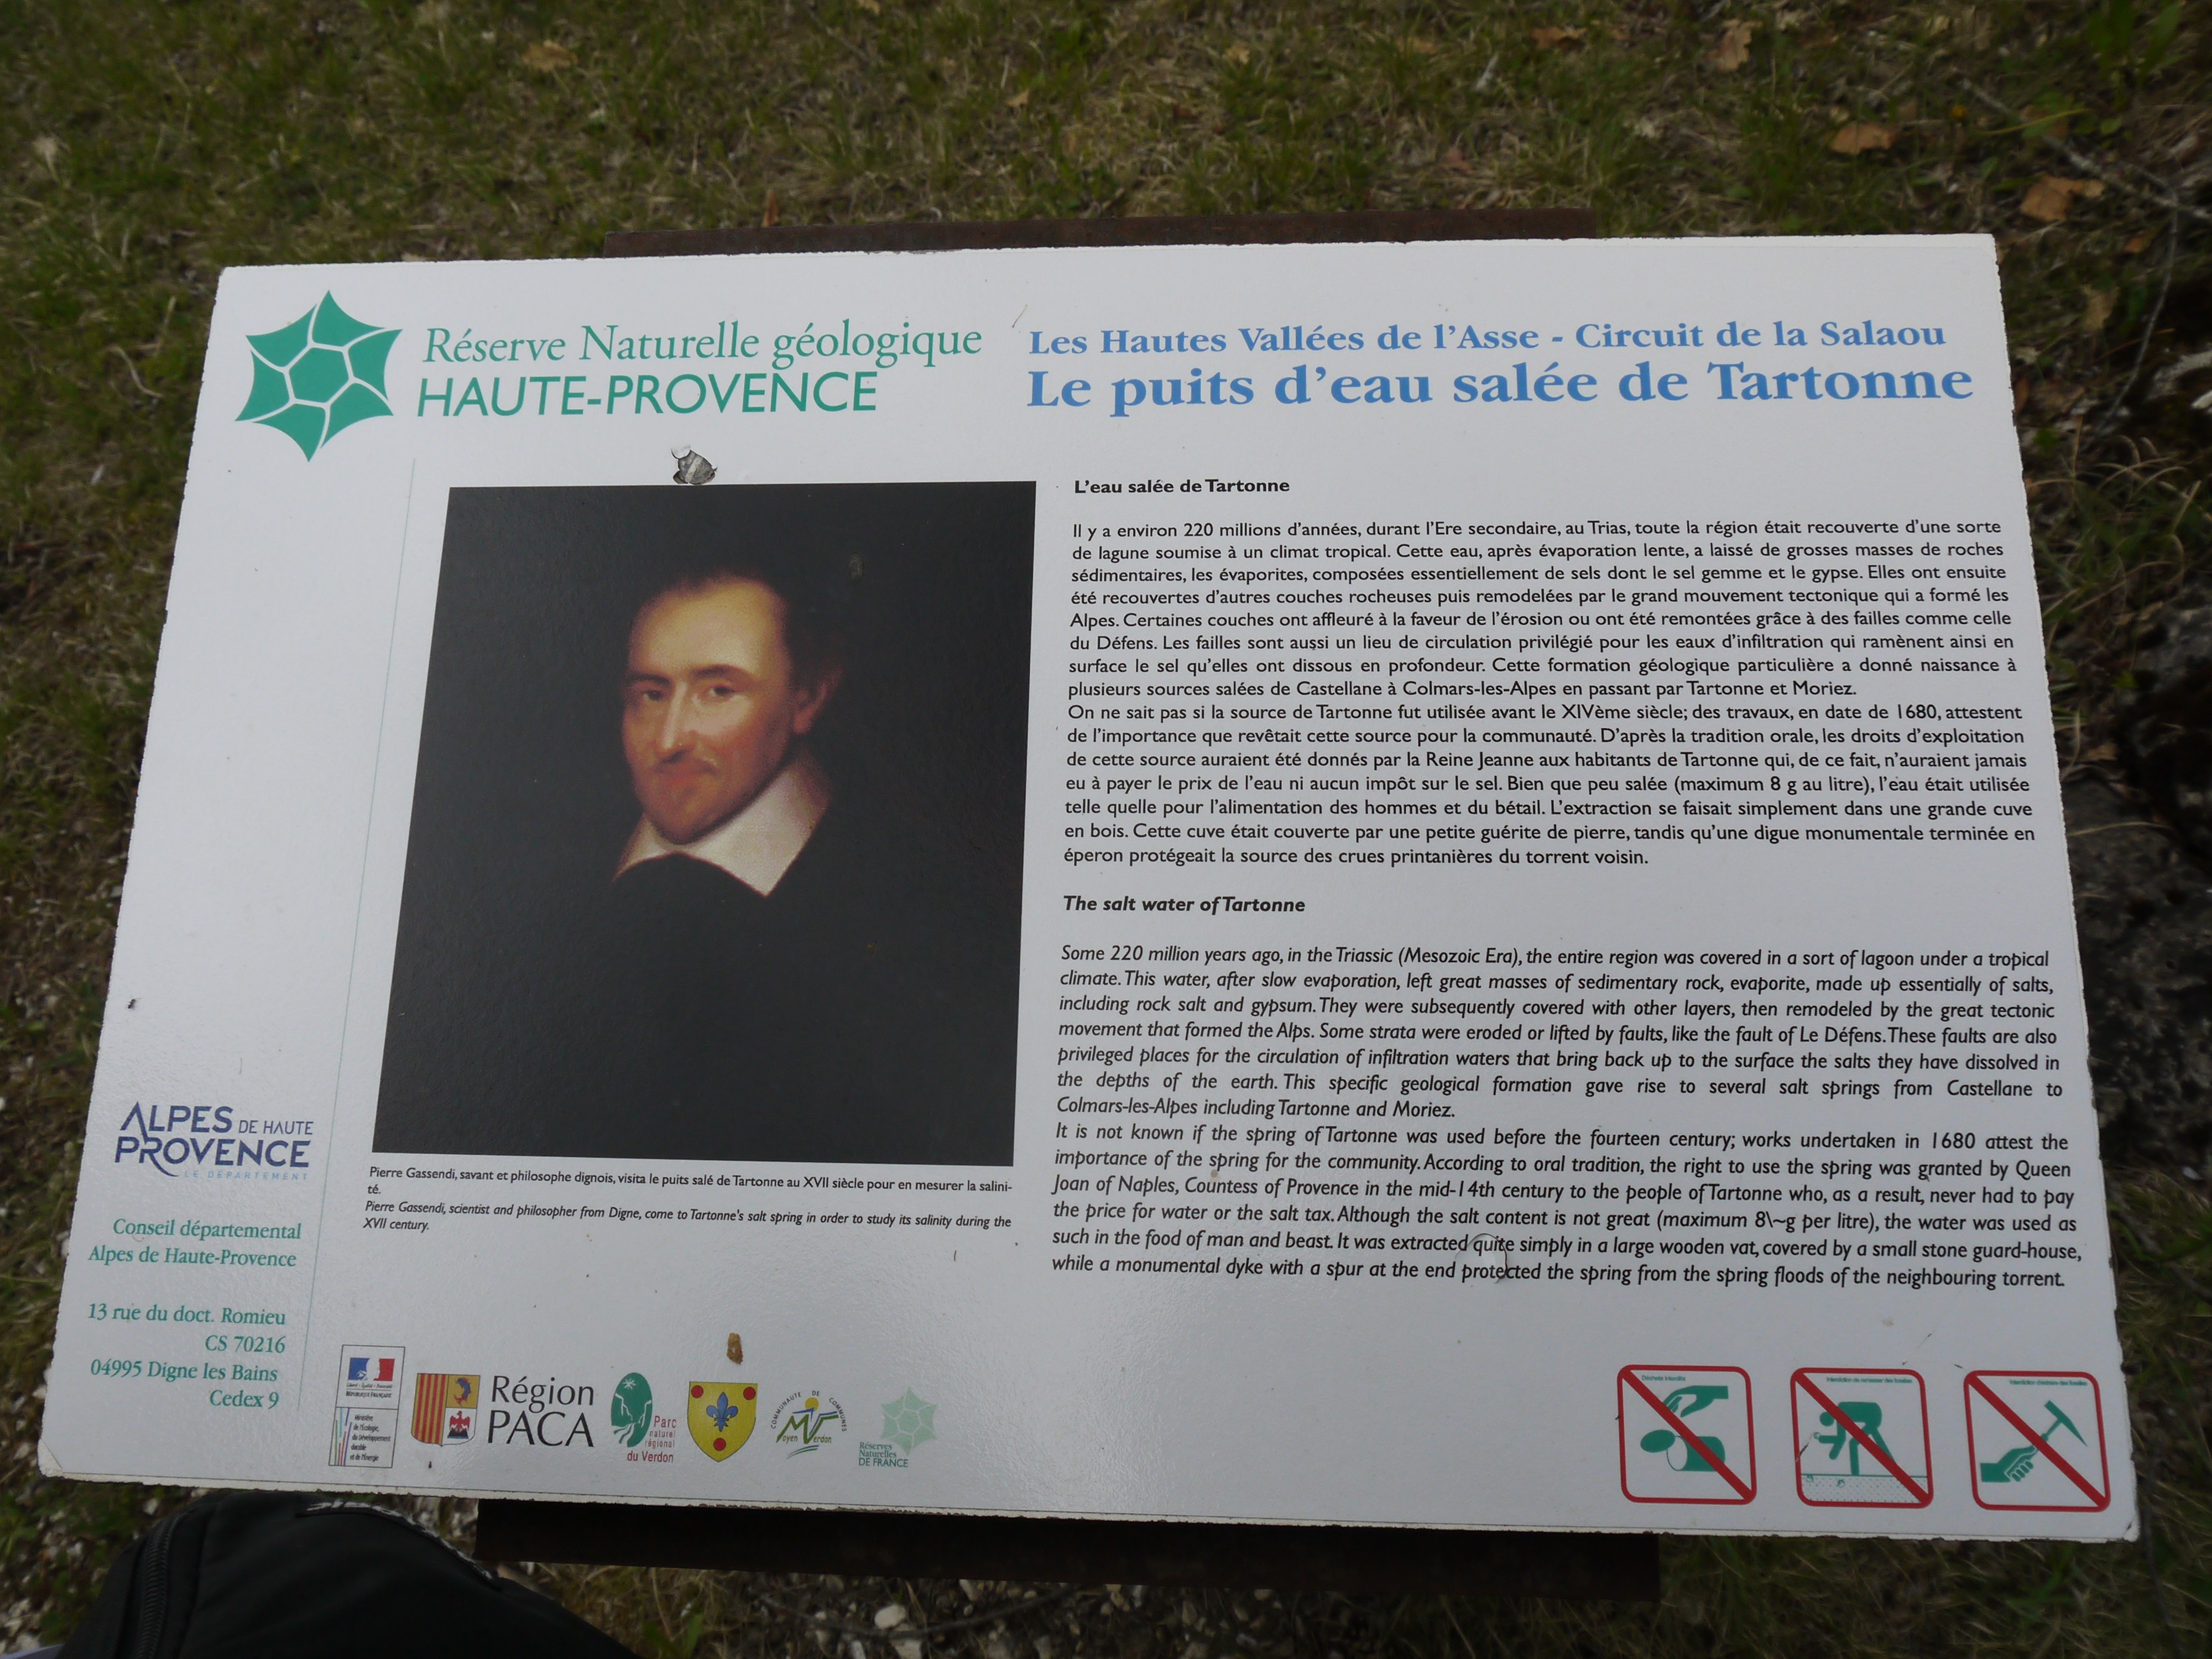 Réserve Naturelle géologique
HAUTE-PROVENCE
Les Hautes Vallées de l'Asse - Circuit de la Salaou
Le puits d'eau salée de Tartonne
L'eau salée de Tartonne
Il y a environ 220 millions d'années, durant l'Ere secondaire, au Trias, toute la région était recouverte d'une sorte
de lagune soumise à un climat tropical. Cette eau, après évaporation lente, a laissé de grosses masses de roches
sédimentaires, les évaporites, composées essentiellement de sels dont le sel gemme et le gypse. Elles ont ensuite
été recouvertes d'autres couches rocheuses puis remodelées par le grand mouvement tectonique qui a formé les
Alpes. Certaines couches ont affleuré à la faveur de l'érosion ou ont été remontées grâce à des failles comme celle
du Défens. Les failles sont aussi un lieu de circulation privilégié pour les eaux d'infiltration qui ramènent ainsi en
surface le sel qu'elles ont dissous en profondeur. Cette formation géologique particulière a donné naissance à
plusieurs sources salées de Castellane à Colmars-les-Alpes en passant par Tartonne et Moriez.
On ne sait pas si la source de Tartonne fut utilisée avant le XIVème siècle; des travaux, en date de 1680, attestent
de l'importance que revêtait cette source pour la communauté. D'après la tradition orale, les droits d'exploitation
de cette source auraient été donnés par la Reine Jeanne aux habitants de Tartonne qui, de ce fait, n'auraient jamais
eu à payer le prix de l'eau ni aucun impôt sur le sel. Bien que peu salée (maximum 8 g au litre), l'eau était utilisée
telle quelle pour l'alimentation des hommes et du bétail. L'extraction se faisait simplement dans une grande cuve
en bois. Cette cuve était couverte par une petite guérite de pierre, tandis qu'une digue monumentale terminée en
éperon protégeait la source des crues printanières du torrent voisin.
The salt water of Tartonne
Some 220 million years ago, in the Triassic (Mesozoic Era), the entire region was covered in a sort of lagoon under a tropical
climate. This water, after slow evaporation, left great masses of sedimentary rock, evaporite, made up essentially of salts,
including rock salt and gypsum. They were subsequently covered with other layers, then remodeled by the great tectonic
movement that formed the Alps. Some strata were eroded or lifted by faults, like the fault of Le Défens. These faults are also
privileged places for the circulation of infiltration waters that bring back up to the surface the salts they have dissolved in
the depths of the earth. This specific geological formation gave rise to several salt springs from Castellane to
Colmars-les-Alpes including Tartonne and Moriez.
It is not known if the spring of Tartonne was used before the fourteen century; works undertaken in 1680 attest the
importance of the spring for the community. According to oral tradition, the right to use the spring was granted by Queen
Joan of Naples, Countess of Provence in the mid-14th century to the people of Tartonne who, as a result, never had to pay
the price for water or the salt tax. Although the salt content is not great (maximum 8\~g per litre), the water was used as
such in the food of man and beast. It was extracted quite simply in a large wooden vat, covered by a small stone guard-house,
while a monumental dyke with a spur at the end protected the spring from the spring floods of the neighbouring torrent.
Pierre Gassendi, savant et philosophe dignois, visita le puits salé de Tartonne au XVII siècle pour en mesurer la salini-
té.
Pierre Gassendi, scientist and philosopher from Digne, come to Tartonne's salt spring in order to study its salinity during the
XVII century.
ALPES DE HAUTE
PROVENCE
LE DÉPARTEMENT
Conseil départemental
Alpes de Haute-Provence
13 rue du doct. Romieu
CS 70216
04995 Digne les Bains
Cedex 9
RÉPUBLIQUE FRANÇAISE
Ministère
de l'Écologie,
du Développement
durable
et de l'Énergie
Région
PACA
Parc
naturel
régional
du Verdon
COMMUNAUTÉ DE COMMUNES
Moyen Verdon
Réserves
Naturelles
DE FRANCE